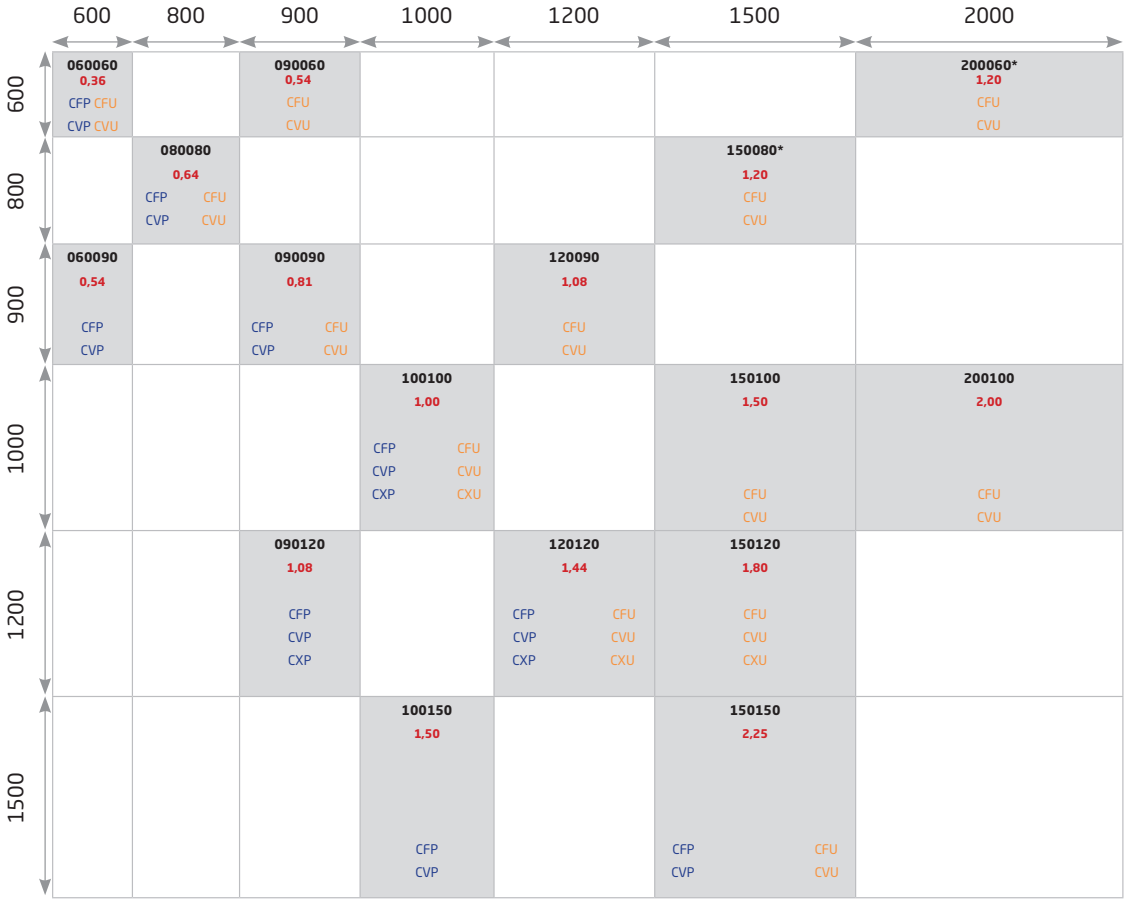 600 800 900 1000 1200 1500 2000
600
060060 090060 200060*
0,36 0,54 1,20
CFP CFU CFU CFU
CVP CVU CVU CVU
800
080080 150080*
0,64 1,20
CFP CFU CFU
CVP CVU CVU
900
060090 090090 120090
0,54 0,81 1,08
CFP CFP CFU CFU
CVP CVP CVU CVU
1000
100100 150100 200100
1,00 1,50 2,00
CFP CFU
CVP CVU
CXP CXU CFU CFU
CVU CVU
1200
090120 120120 150120
1,08 1,44 1,80
CFP CFP CFU CFU
CVP CVP CVU CVU
CXP CXP CXU CXU
1500
100150 150150
1,50 2,25
CFP CFP CFU
CVP CVP CVU